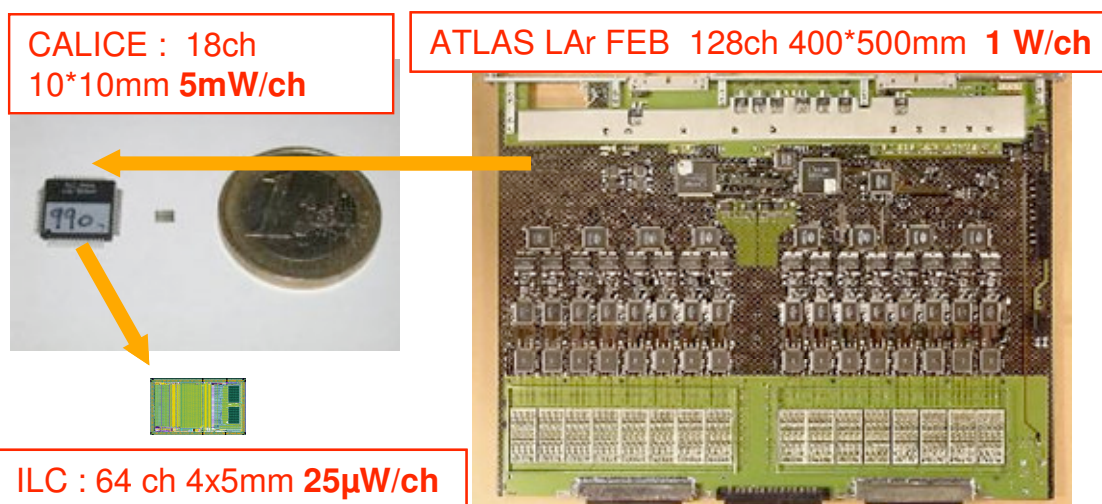 CALICE : 18ch
10*10mm 5mW/ch
ATLAS LAr FEB 128ch 400*500mm 1 W/ch
990.
ILC : 64 ch 4x5mm 25µW/ch